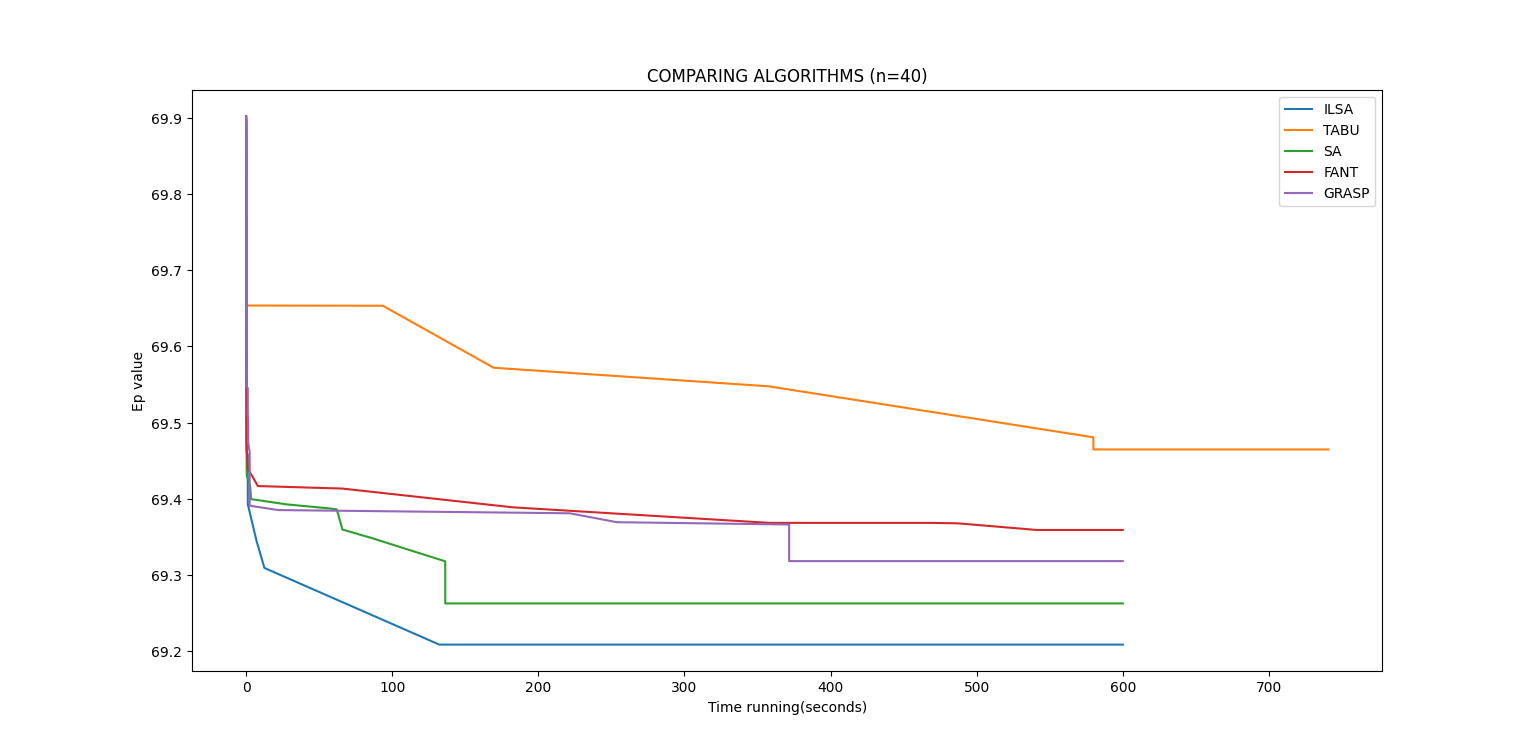 COMPARING ALGORITHMS (n=40)
ILSA
TABU
SA
FANT
GRASP
69.9
69.8
69.7
69.6
69.5
69.4
69.3
69.2
Ep value
0 100 200 300 400 500 600 700
Time running(seconds)